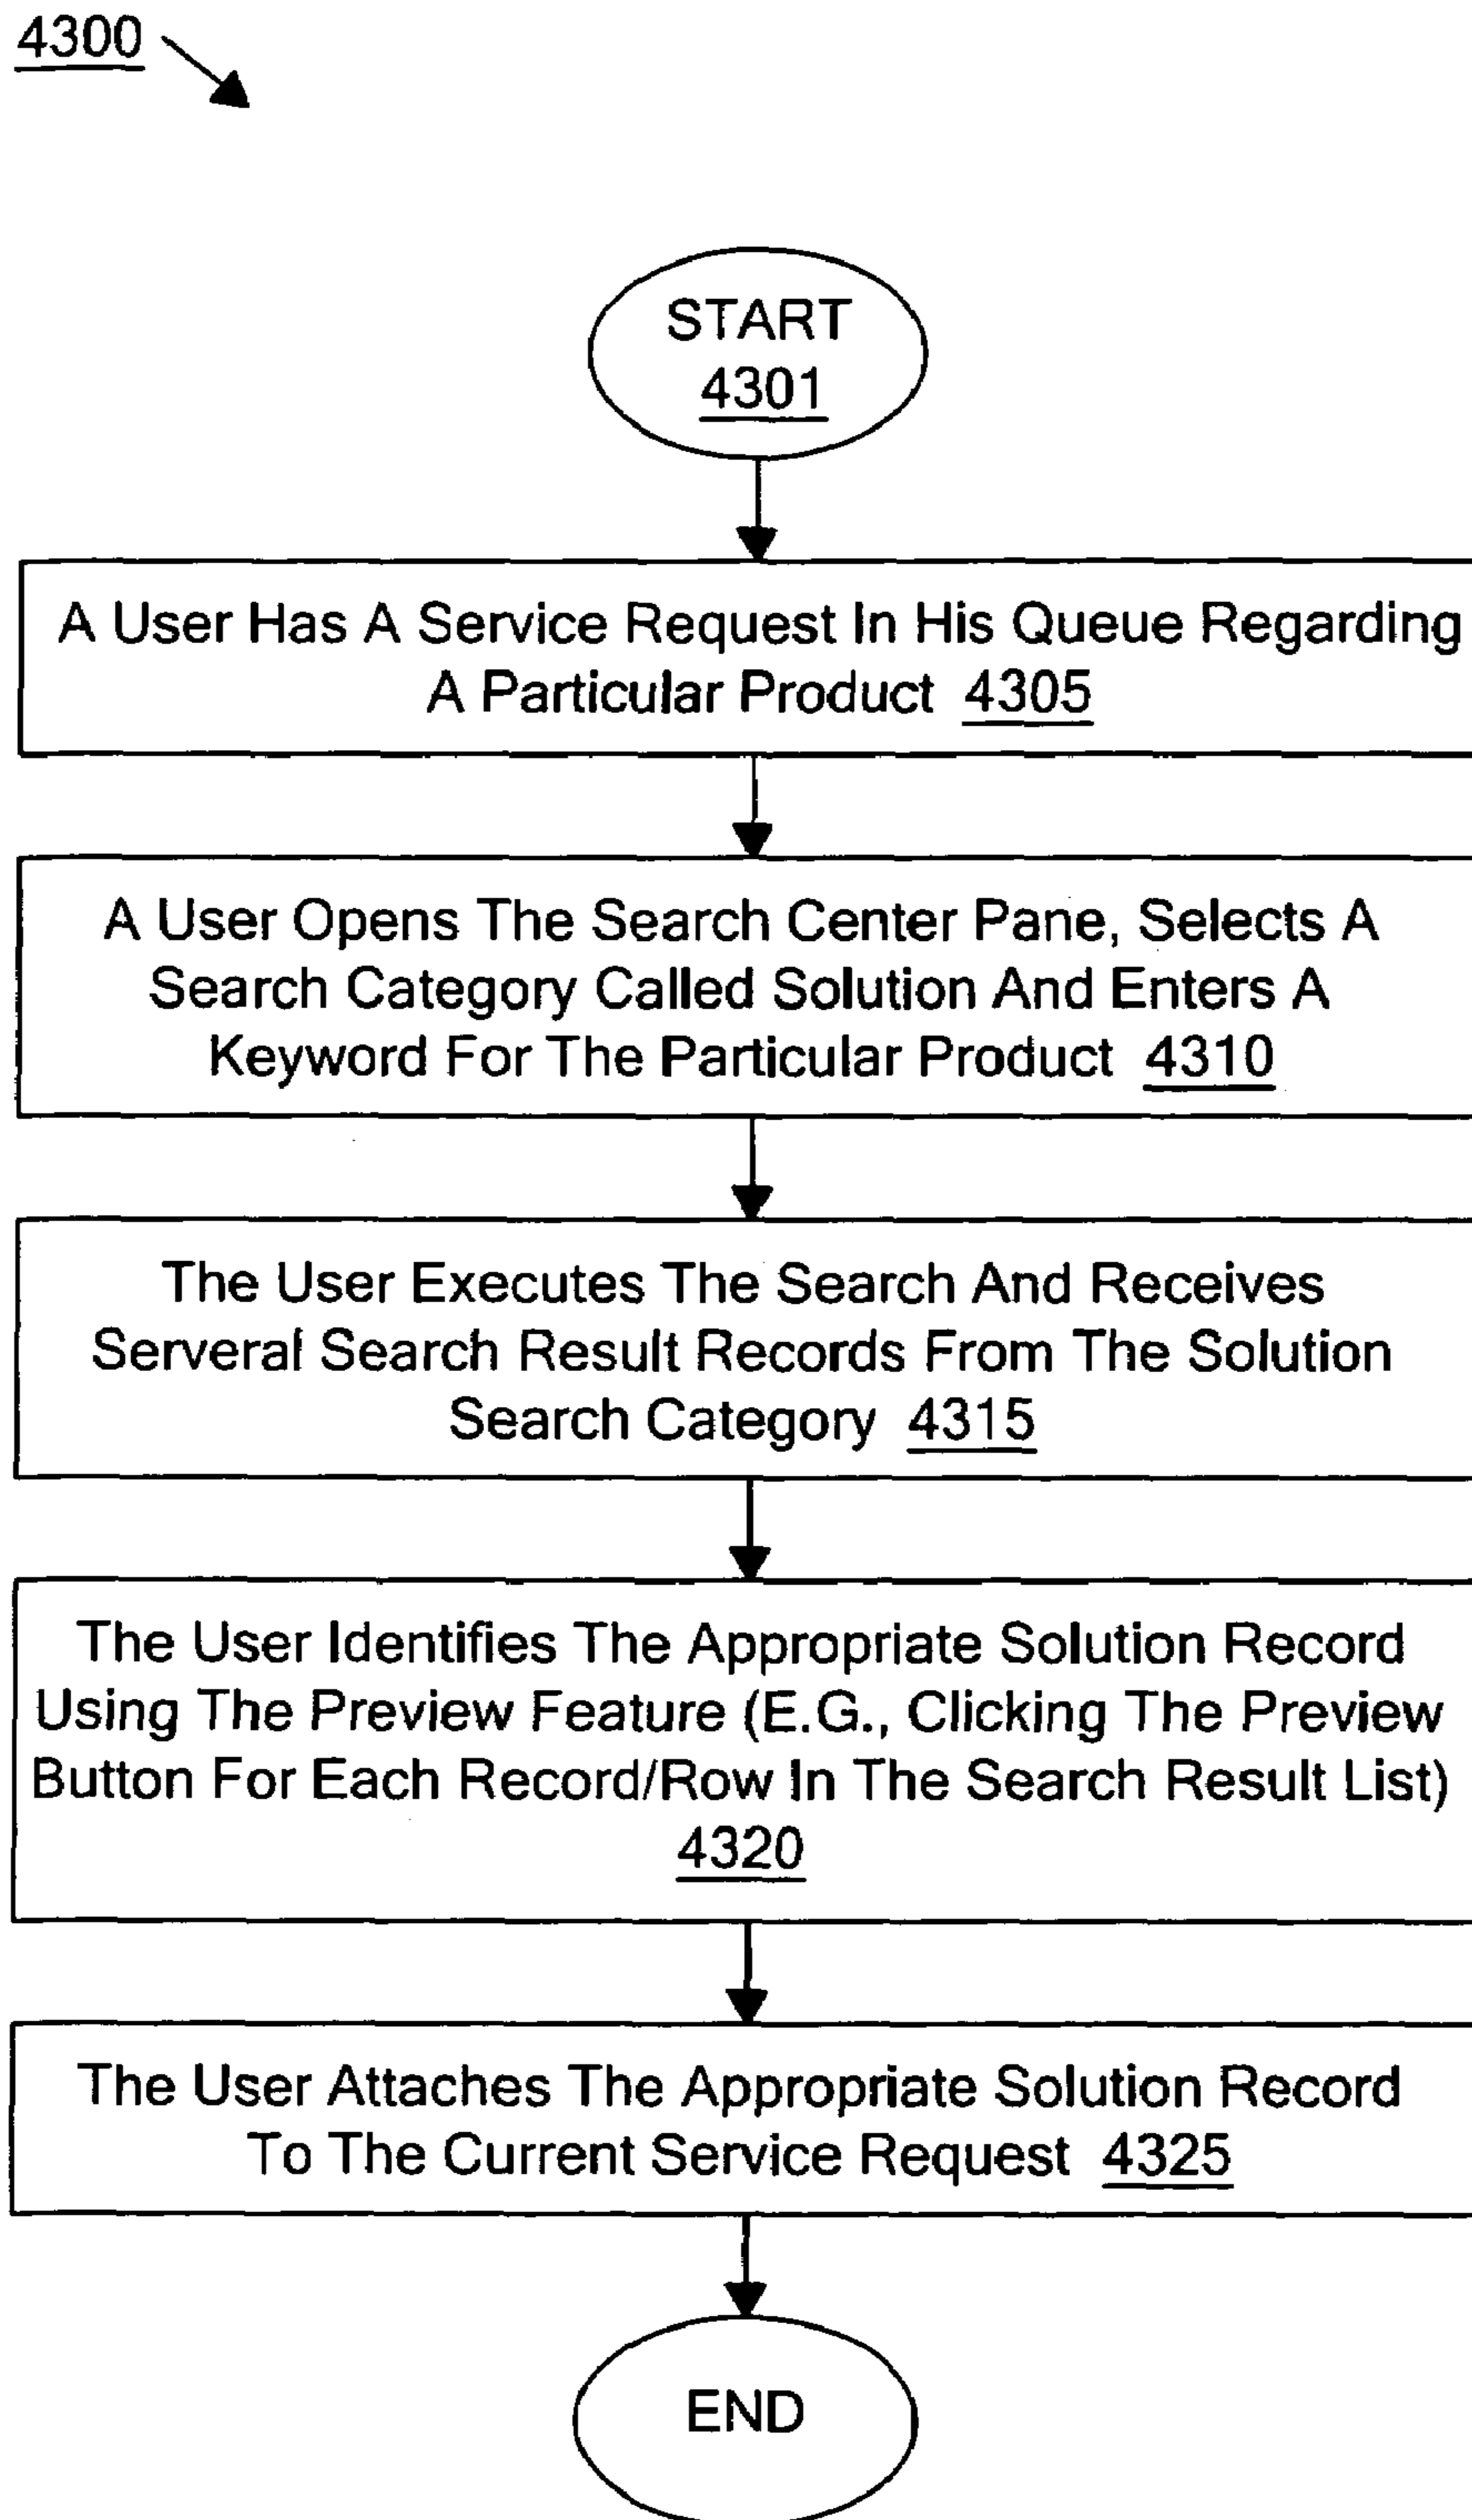 4300
START
4301
A User Has A Service Request In His Queue Regarding
A Particular Product 4305
A User Opens The Search Center Pane, Selects A
Search Category Called Solution And Enters A
Keyword For The Particular Product 4310
The User Executes The Search And Receives
Serveral Search Result Records From The Solution
Search Category 4315
The User Identifies The Appropriate Solution Record
Using The Preview Feature (E.G., Clicking The Preview
Button For Each Record/Row In The Search Result List)
4320
The User Attaches The Appropriate Solution Record
To The Current Service Request 4325
END